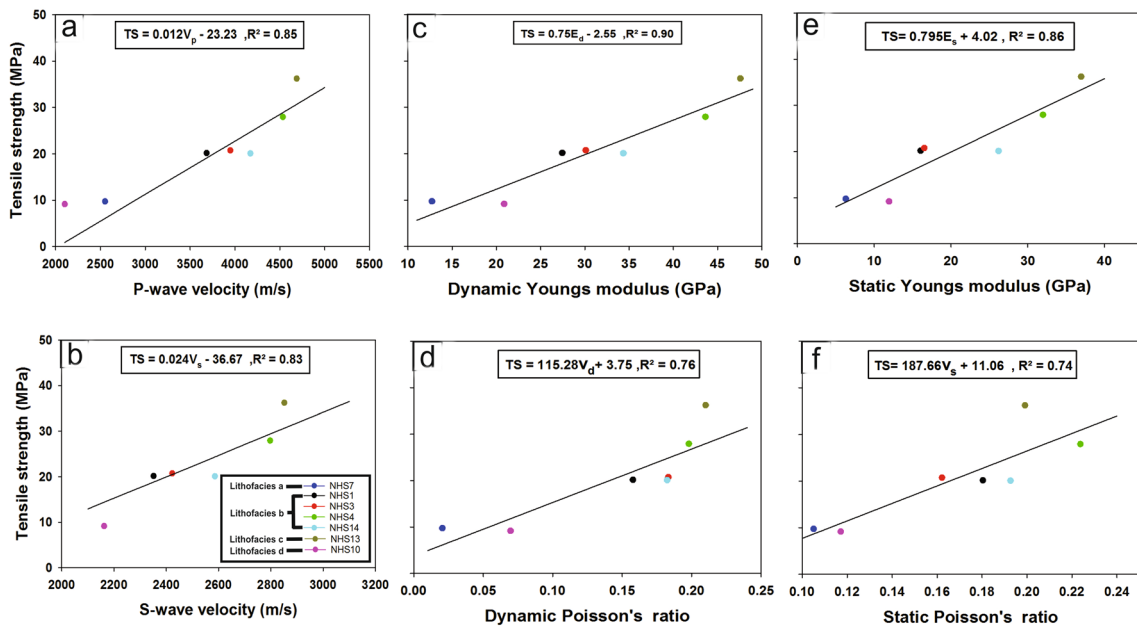 a
TS = 0.012Vp - 23.23 ,R² = 0.85
50
40
30
20
10
0
Tensile strength (MPa)
2000 2500 3000 3500 4000 4500 5000 5500
P-wave velocity (m/s)
c
TS = 0.75Ed - 2.55, R² = 0.90
10 15 20 25 30 35 40 45 50
Dynamic Youngs modulus (GPa)
e
TS= 0.795Es + 4.02 , R² = 0.86
0 10 20 30 40
Static Youngs modulus (GPa)
b
TS = 0.024Vs - 36.67 ,R² = 0.83
50
40
30
20
10
0
Tensile strength (MPa)
Lithofacies a NHS7
NHS1
Lithofacies b NHS3
NHS4
NHS14
Lithofacies c NHS13
Lithofacies d NHS10
2000 2200 2400 2600 2800 3000 3200
S-wave velocity (m/s)
d
TS = 115.28Vd+ 3.75 ,R² = 0.76
0.00 0.05 0.10 0.15 0.20 0.25
Dynamic Poisson's ratio
f
TS= 187.66Vs + 11.06 , R² = 0.74
0.10 0.12 0.14 0.16 0.18 0.20 0.22 0.24
Static Poisson's ratio